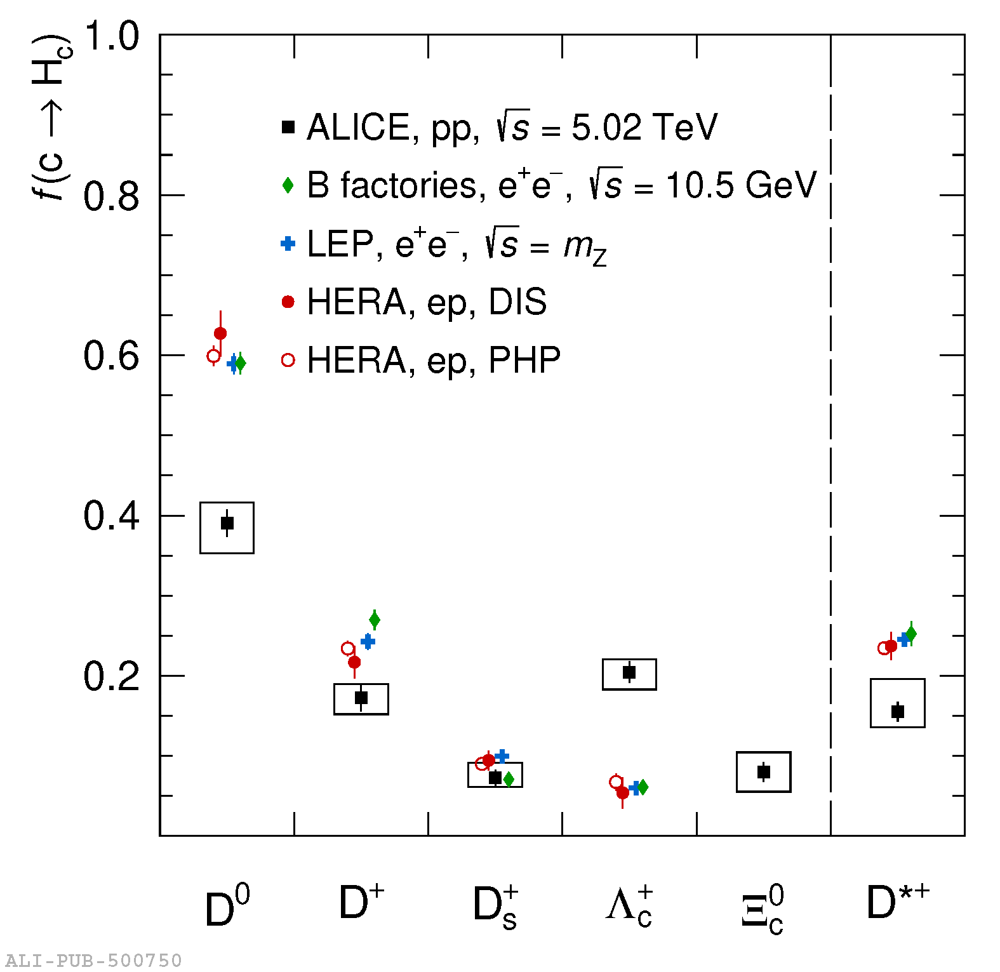 f(c → H_c)
1.0
0.8
0.6
0.4
0.2
ALICE, pp, √s = 5.02 TeV
B factories, e⁺e⁻, √s = 10.5 GeV
LEP, e⁺e⁻, √s = m_Z
HERA, ep, DIS
HERA, ep, PHP
D⁰ D⁺ D_s⁺ Λ_c⁺ Ξ_c⁰ D*⁺
ALI-PUB-500750